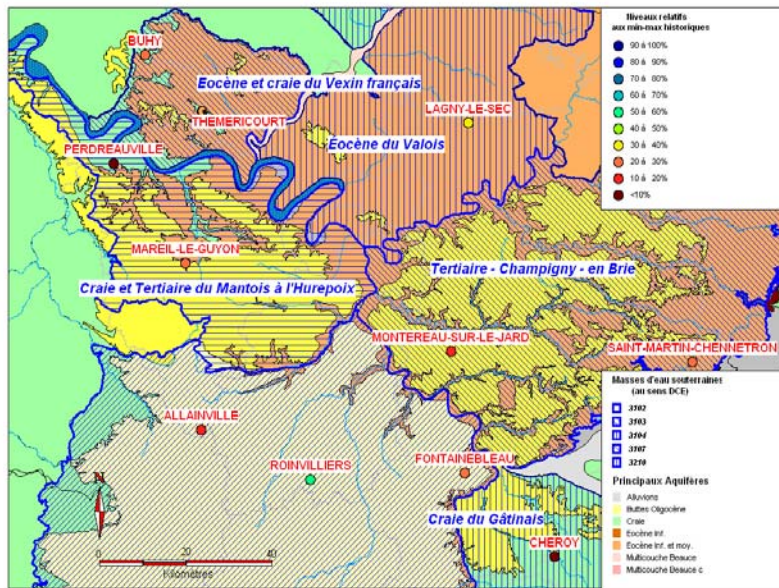 Niveaux relatifs
aux min-max historiques
90 à 100%
80 à 90%
70 à 80%
60 à 70%
50 à 60%
40 à 50%
30 à 40%
20 à 30%
10 à 20%
<10%
BUHY
Eocène et craie du Vexin français
THEMERICOURT
LAGNY-LE-SEC
Eocène du Valois
PERDREAUVILLE
MAREIL-LE-GUYON
Tertiaire - Champigny - en Brie
Craie et Tertiaire du Mantois à l'Hurepoix
MONTEREAU-SUR-LE-JARD
SAINT-MARTIN-CHENNETRON
Masses d'eau souterraines
(au sens DCE)
3102
3103
3104
3107
3210
ALLAINVILLE
ROINVILLIERS
FONTAINEBLEAU
N
Principaux Aquifères
Alluvions
Buttes Oligocène
Craie
Eocène Inf.
Eocène Inf. et moy.
Multicouche Beauce
Multicouche Beauce c
Craie du Gâtinais
CHEROY
0 20 40
Kilomètres